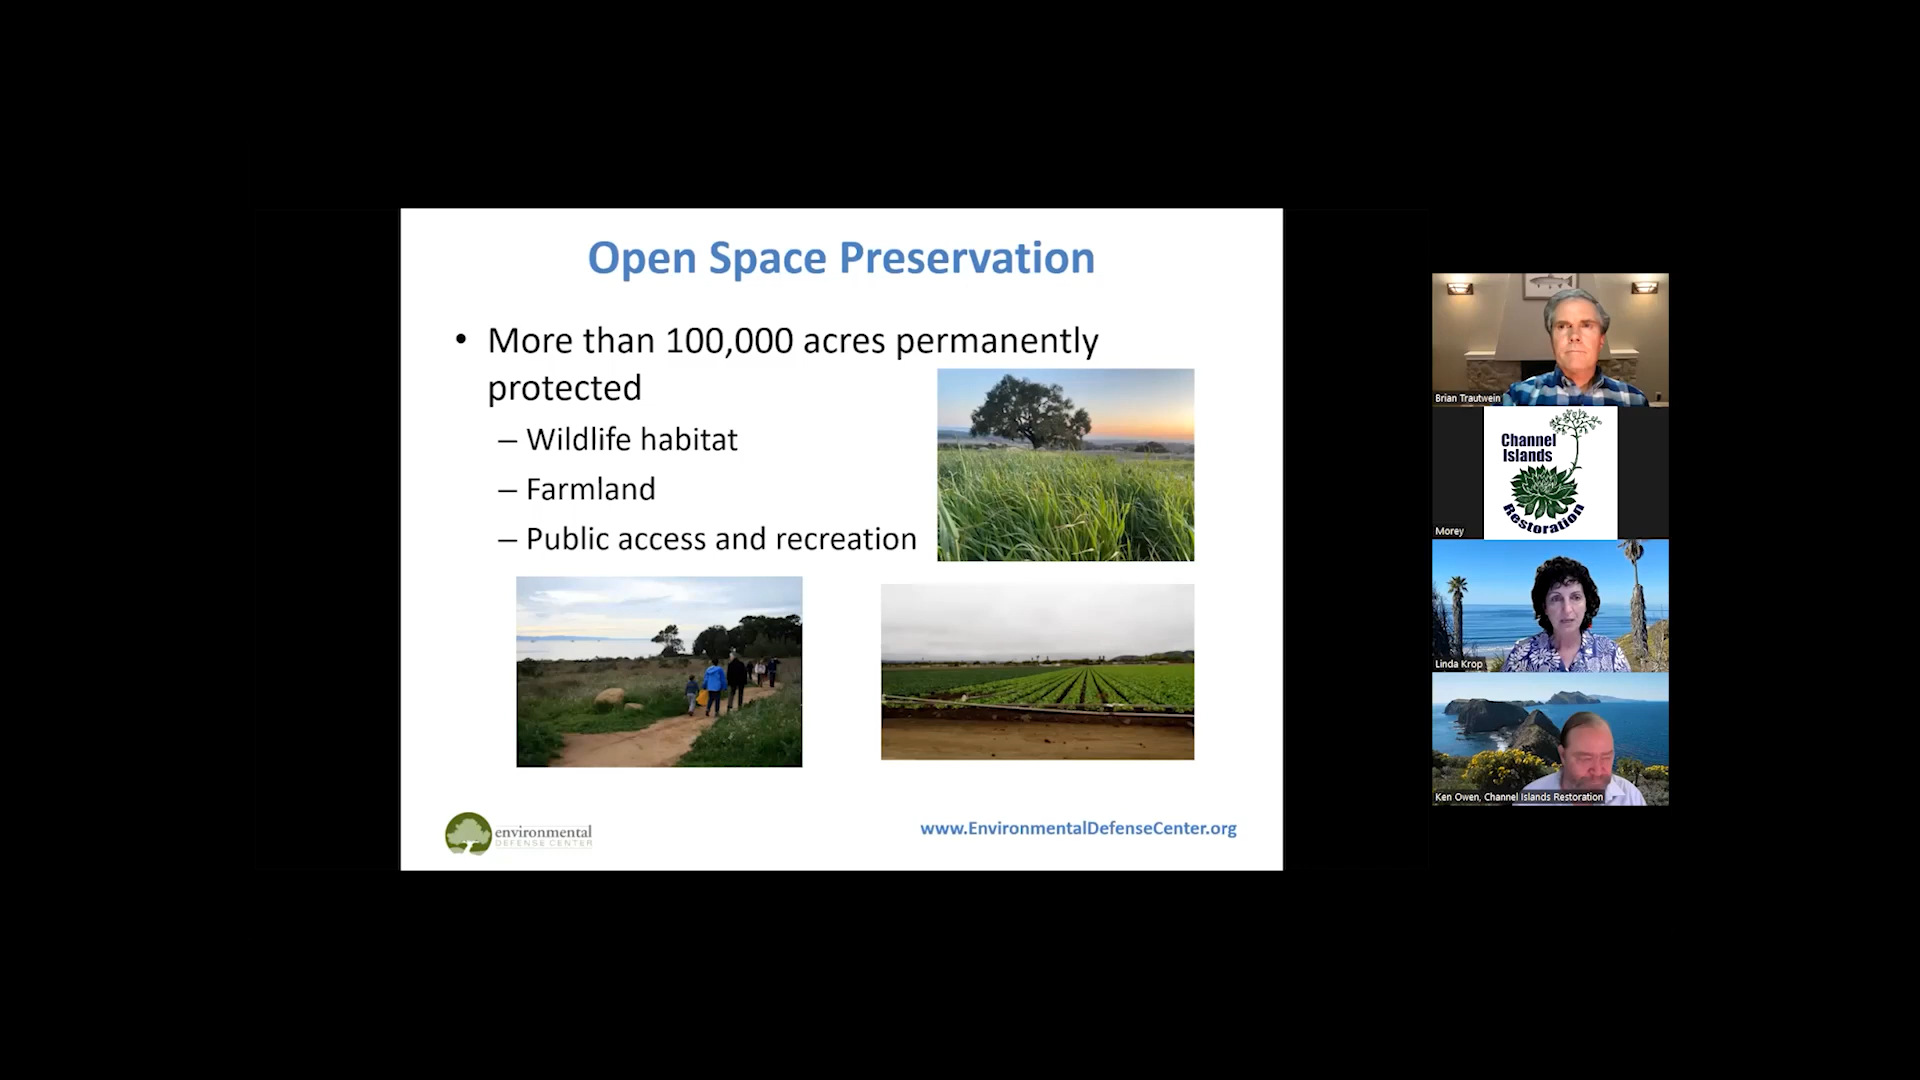 Open Space Preservation
• More than 100,000 acres permanently
protected
– Wildlife habitat
– Farmland
– Public access and recreation
environmental
DEFENSE CENTER
www.EnvironmentalDefenseCenter.org
Brian Trautwein
Channel
Islands
Restoration
Morey
Linda Krop
Ken Owen, Channel Islands Restoration